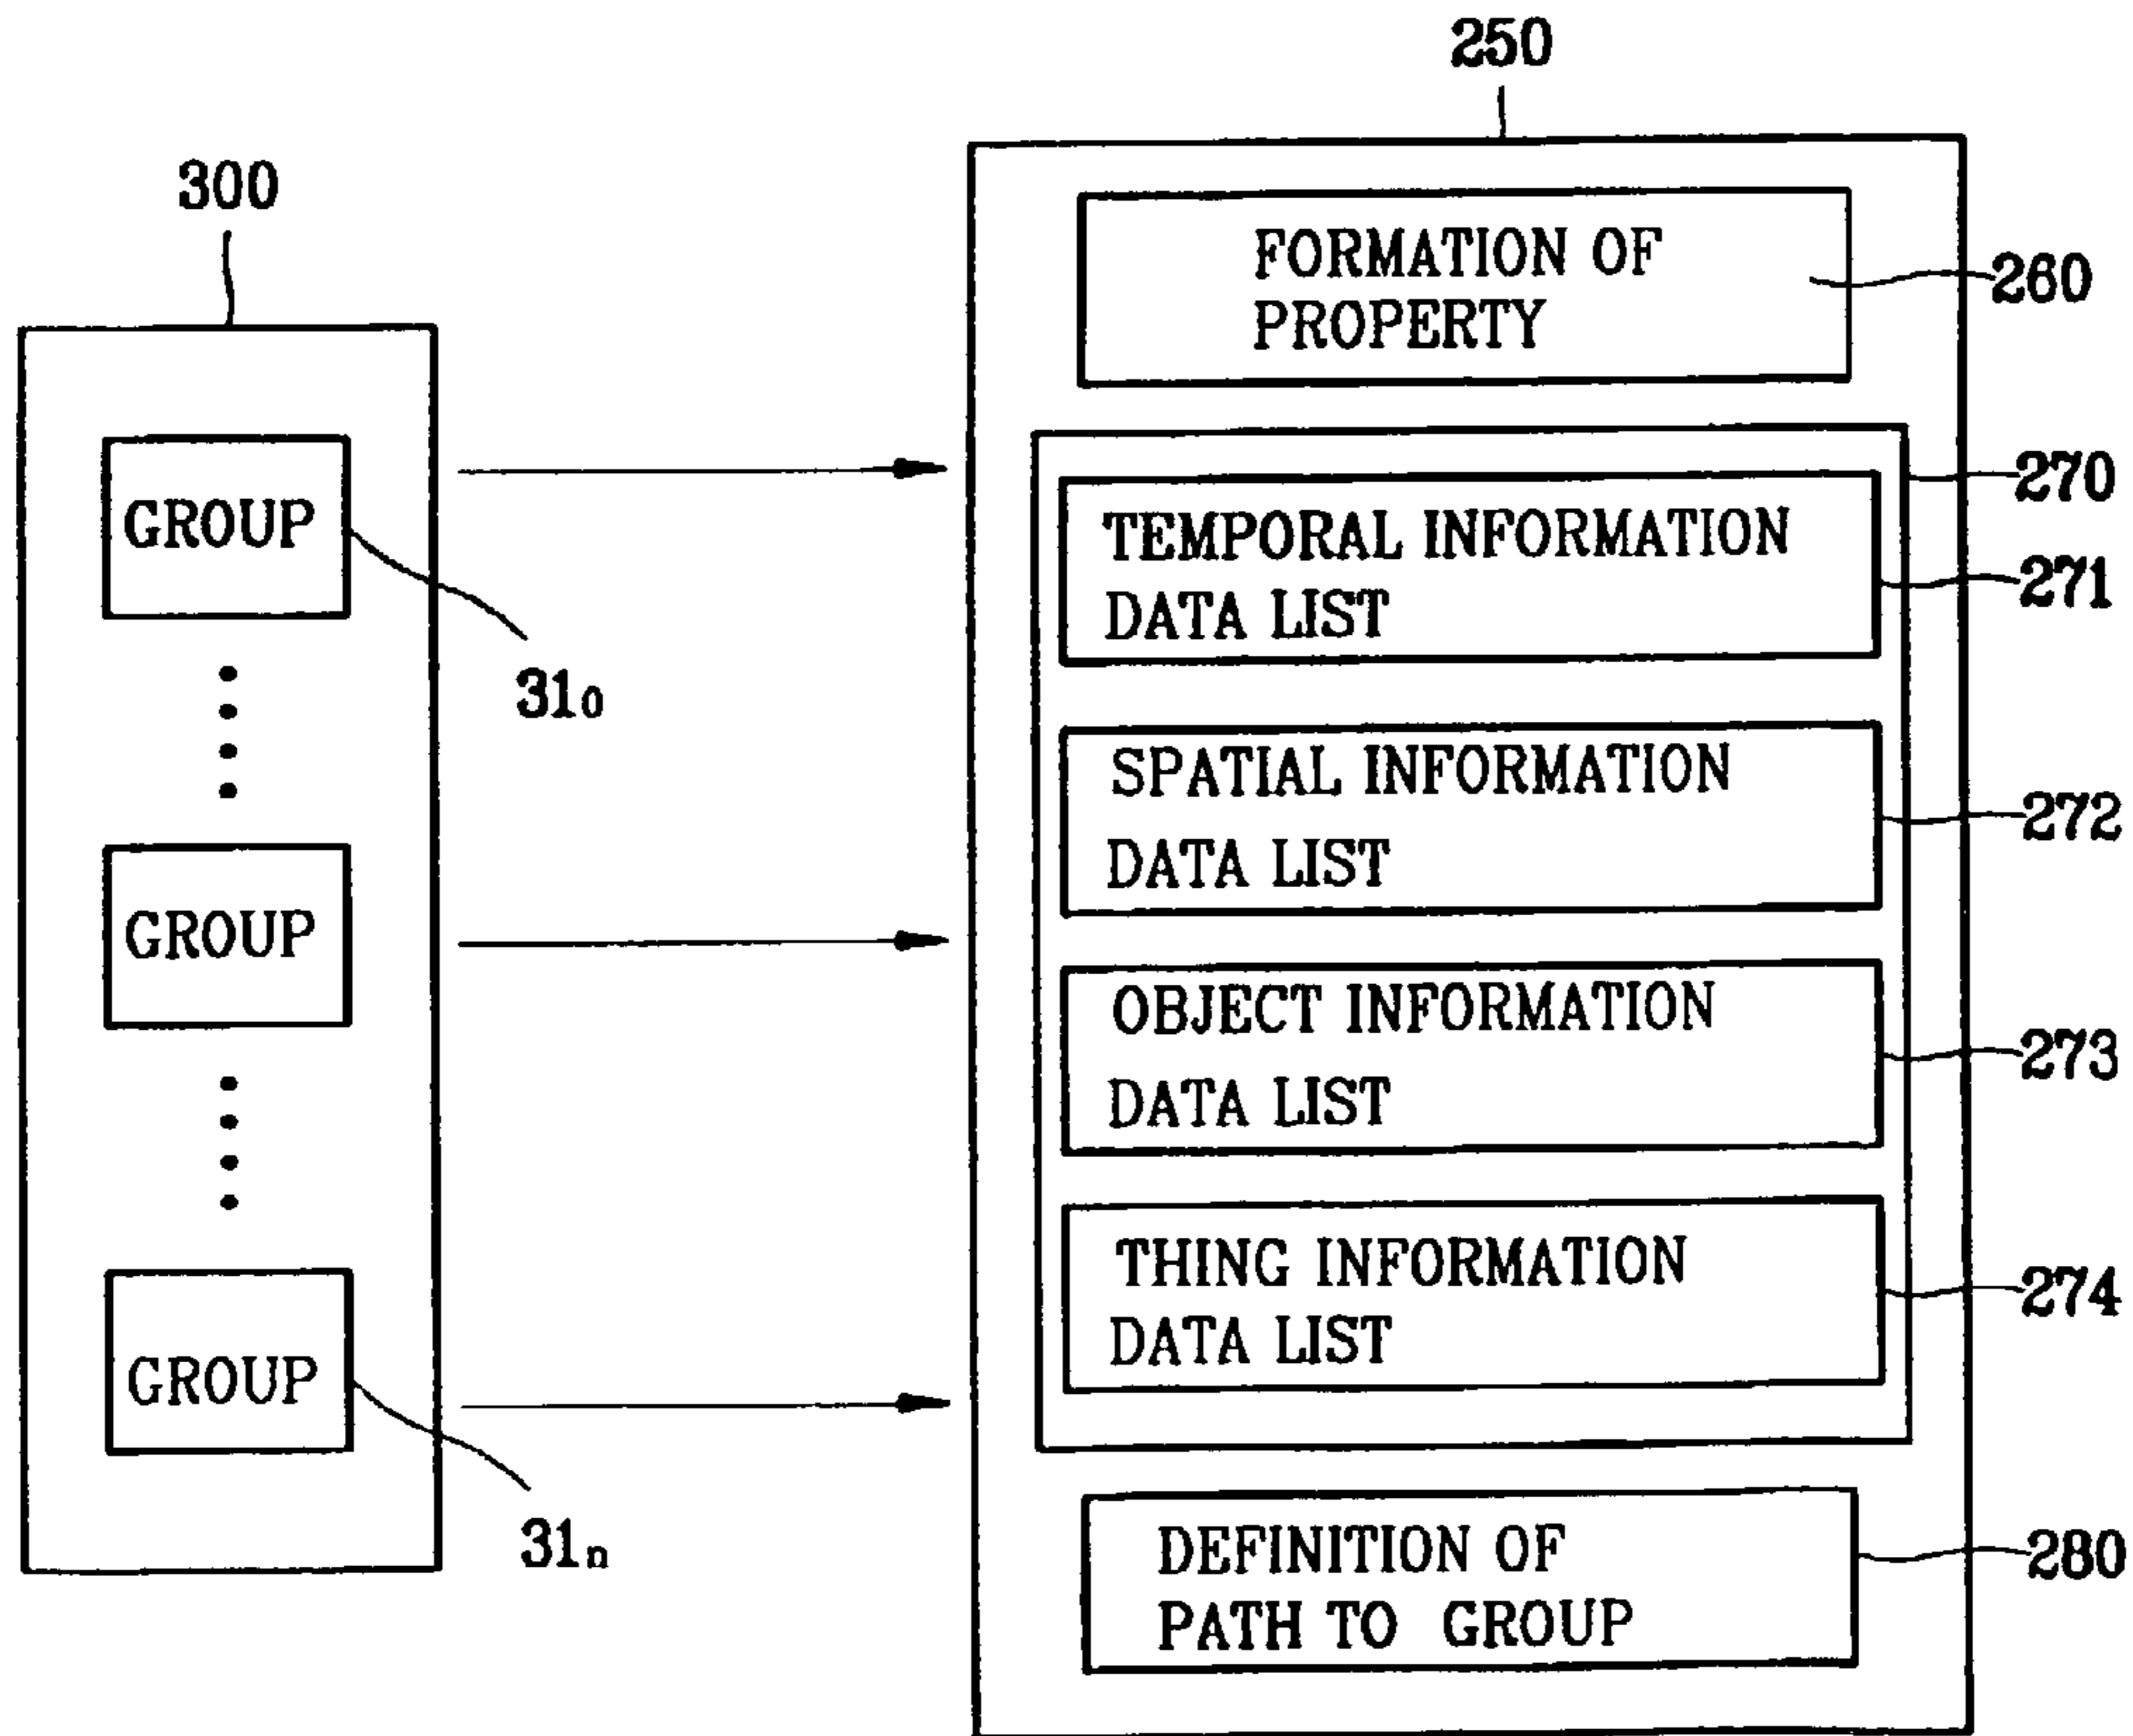 250
300
FORMATION OF
PROPERTY
260
GROUP
31₀
270
TEMPORAL INFORMATION
DATA LIST
271
SPATIAL INFORMATION
DATA LIST
272
GROUP
OBJECT INFORMATION
DATA LIST
273
THING INFORMATION
DATA LIST
274
GROUP
31ₙ
DEFINITION OF
PATH TO GROUP
280